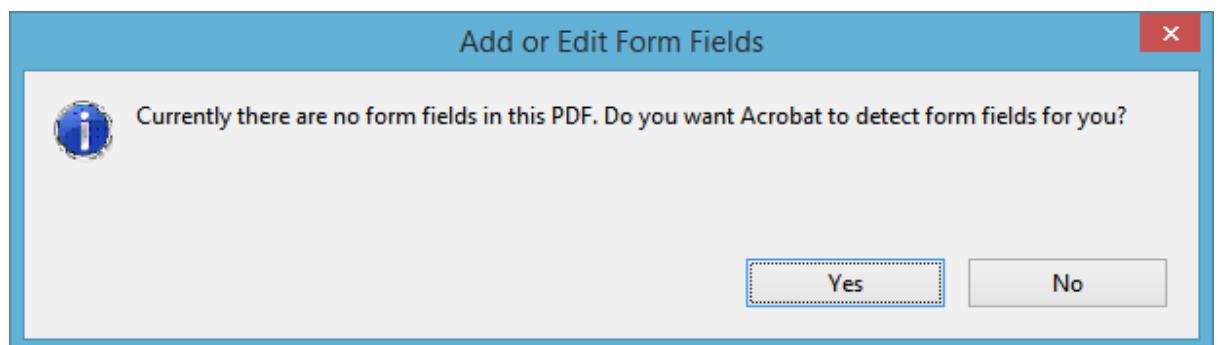 Add or Edit Form Fields
Currently there are no form fields in this PDF. Do you want Acrobat to detect form fields for you?
Yes
No